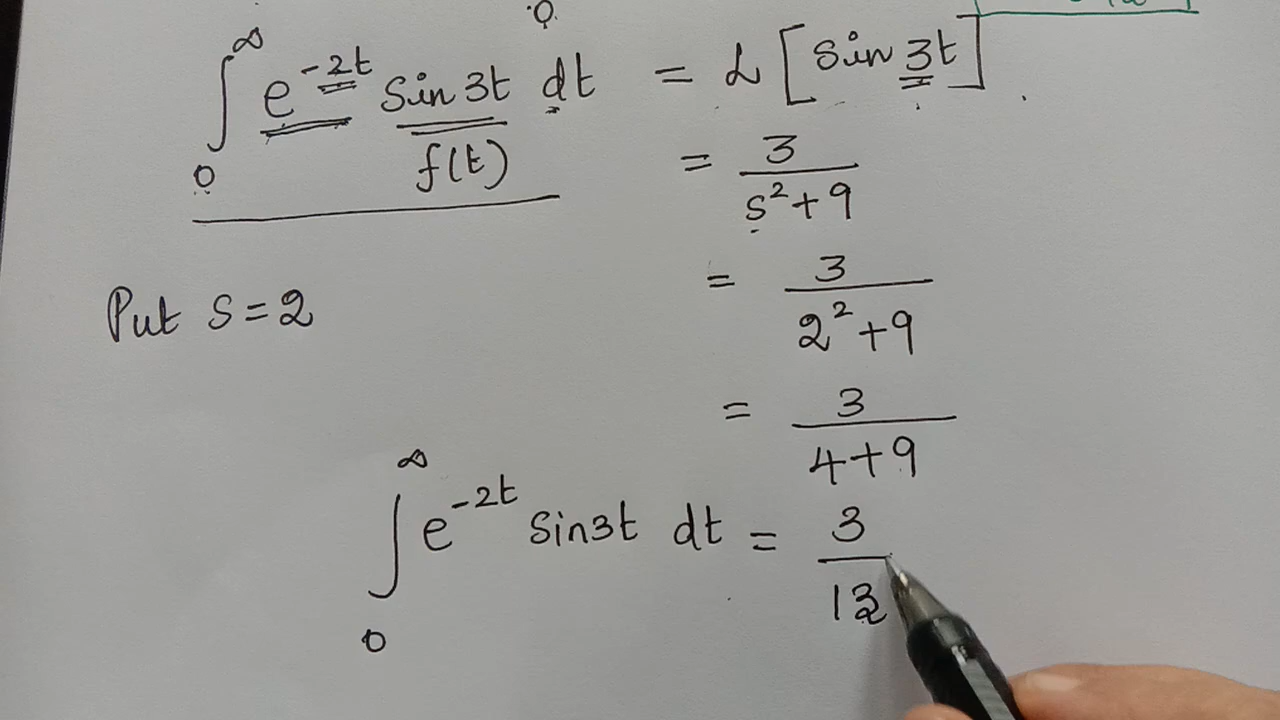 ∫₀^∞ e^{-2t} Sin 3t dt = L [Sin 3t]
f(t)
= 3/(s²+9)
Put s=2
= 3/(2²+9)
= 3/(4+9)
∫₀^∞ e^{-2t} Sin3t dt = 3/13